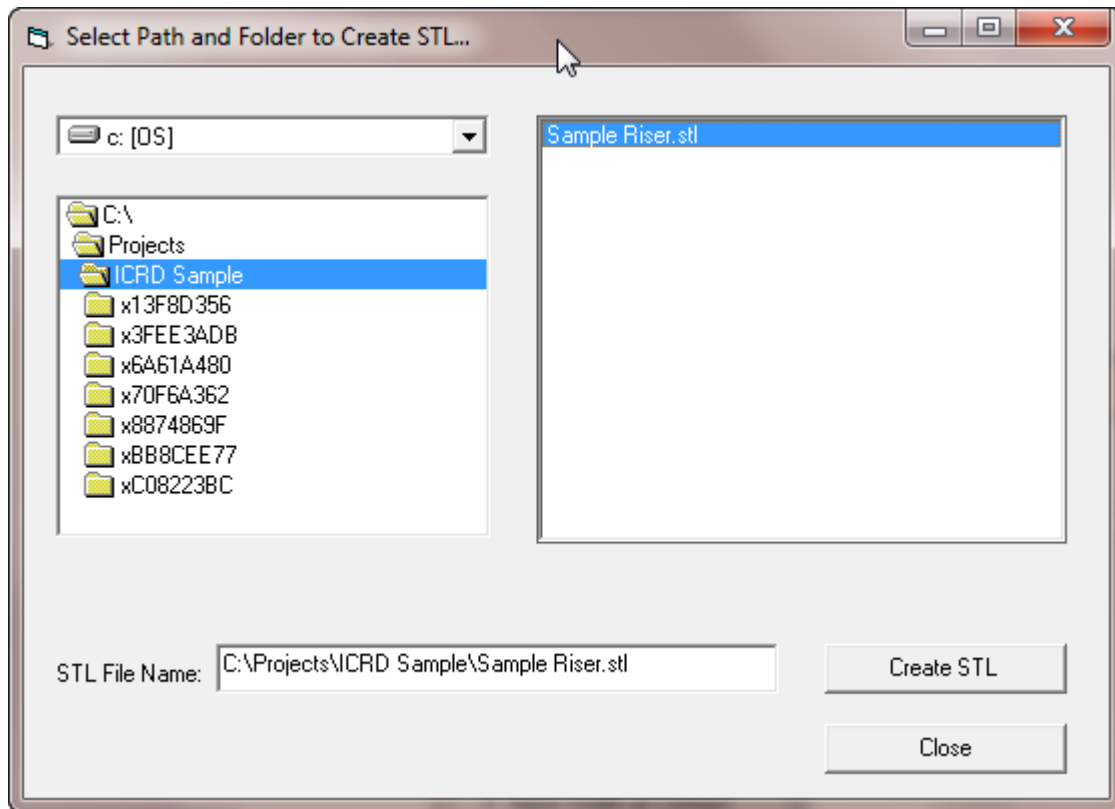 Select Path and Folder to Create STL...
c: [OS]
Sample Riser.stl
C:\
Projects
ICRD Sample
x13F8D356
x3FEE3ADB
x6A61A480
x70F6A362
x8874869F
xBB8CEE77
xC08223BC
STL File Name: C:\Projects\ICRD Sample\Sample Riser.stl
Create STL
Close